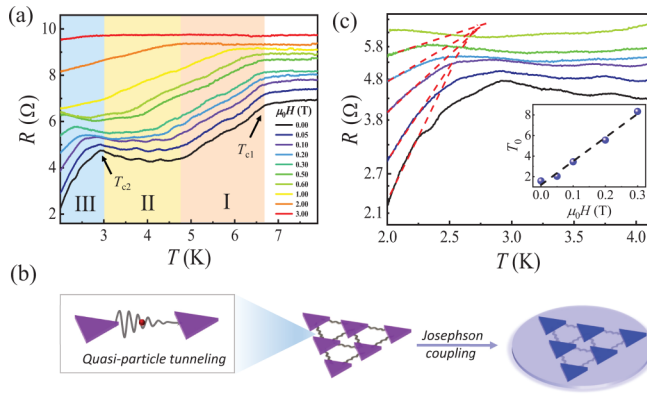 (a)
10
8
6
4
2
R (Ω)
μ₀H (T)
0.00
0.05
0.10
0.20
0.30
0.50
0.60
1.00
2.00
3.00
Tc1
Tc2
III
II
I
3
4
5
6
7
T (K)
(c)
5.8
4.8
3.8
2.7
2.1
R (Ω)
8
6
4
2
T₀
0.0
0.1
0.2
0.3
μ₀H (T)
2.0
2.5
3.0
3.5
4.0
T (K)
(b)
Quasi-particle tunneling
Josephson
coupling